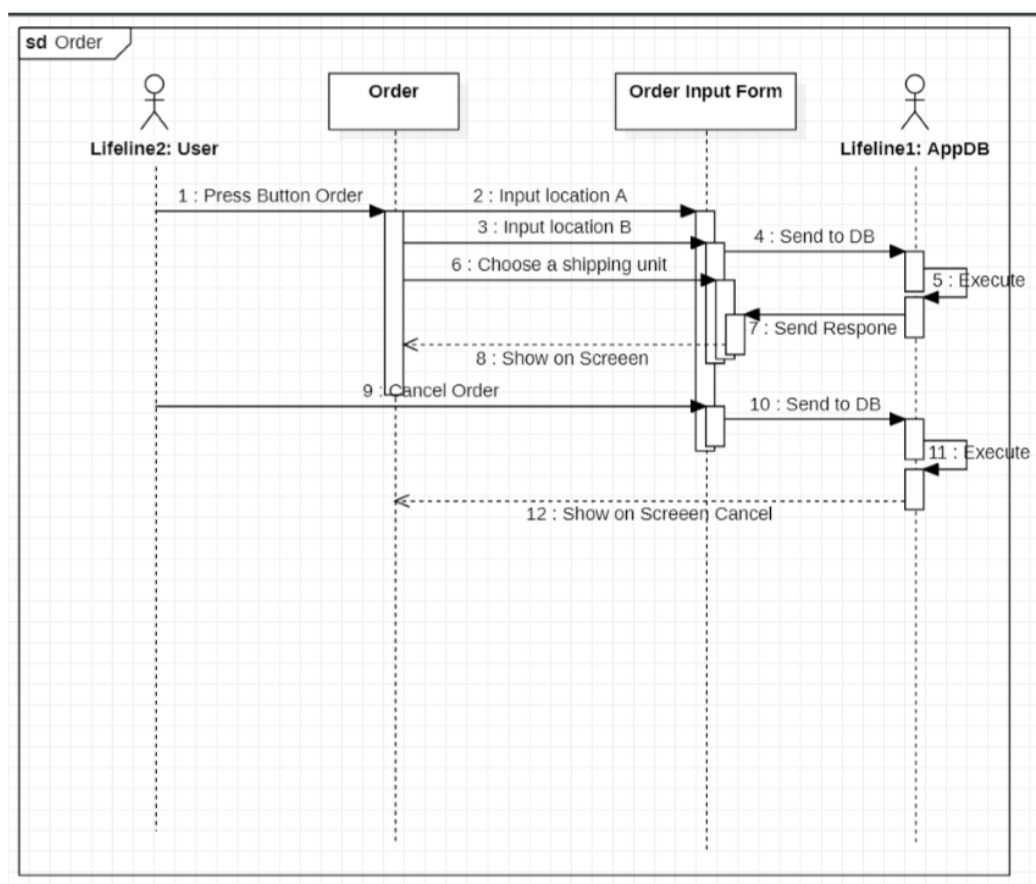 sd Order
Order
Order Input Form
Lifeline2: User
Lifeline1: AppDB
1 : Press Button Order
2 : Input location A
3 : Input location B
4 : Send to DB
6 : Choose a shipping unit
5 : Execute
7 : Send Respone
8 : Show on Screeen
9 : Cancel Order
10 : Send to DB
11 : Execute
12 : Show on Screeen Cancel